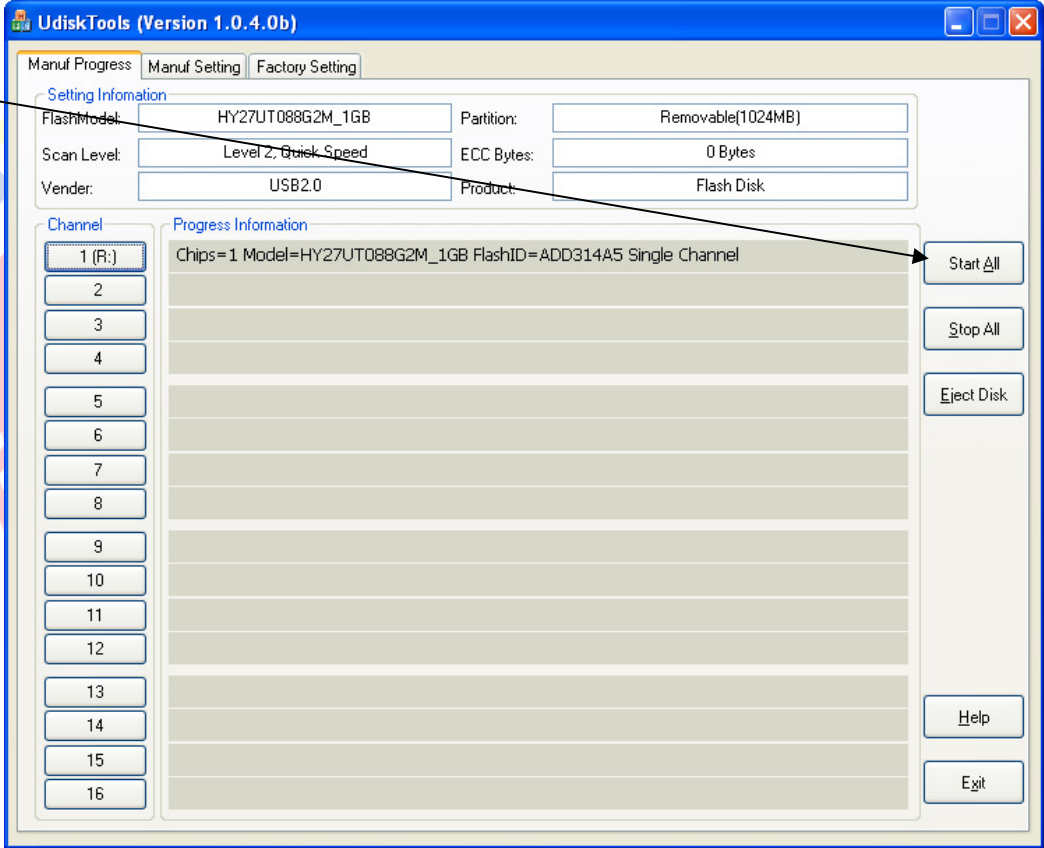 UdiskTools (Version 1.0.4.0b)
Manuf Progress Manuf Setting Factory Setting
Setting Infomation
FlashModel: HY27UT088G2M_1GB Partition: Removable(1024MB)
Scan Level: Level 2, Quick Speed ECC Bytes: 0 Bytes
Vender: USB2.0 Product: Flash Disk
Channel Progress Information
1 (R:) Chips=1 Model=HY27UT088G2M_1GB FlashID=ADD314A5 Single Channel Start All
2
3 Stop All
4
5 Eject Disk
6
7
8
9
10
11
12
13
14 Help
15
16 Exit